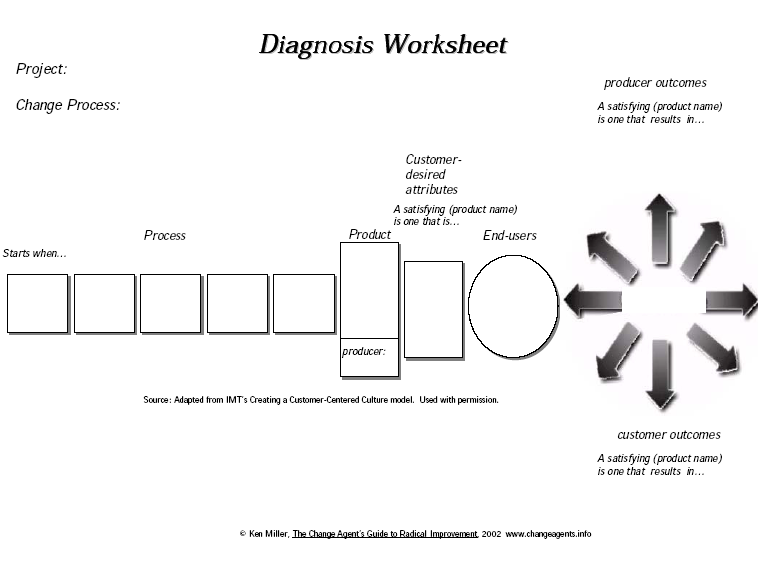 Diagnosis Worksheet
Project:
producer outcomes
Change Process:
A satisfying (product name)
is one that results in...
Customer-
desired
attributes
A satisfying (product name)
is one that is...
Process
Product
End-users
Starts when...
producer:
Source: Adapted from IMT's Creating a Customer-Centered Culture model. Used with permission.
customer outcomes
A satisfying (product name)
is one that results in...
© Ken Miller, The Change Agent's Guide to Radical Improvement, 2002 www.changeagents.info